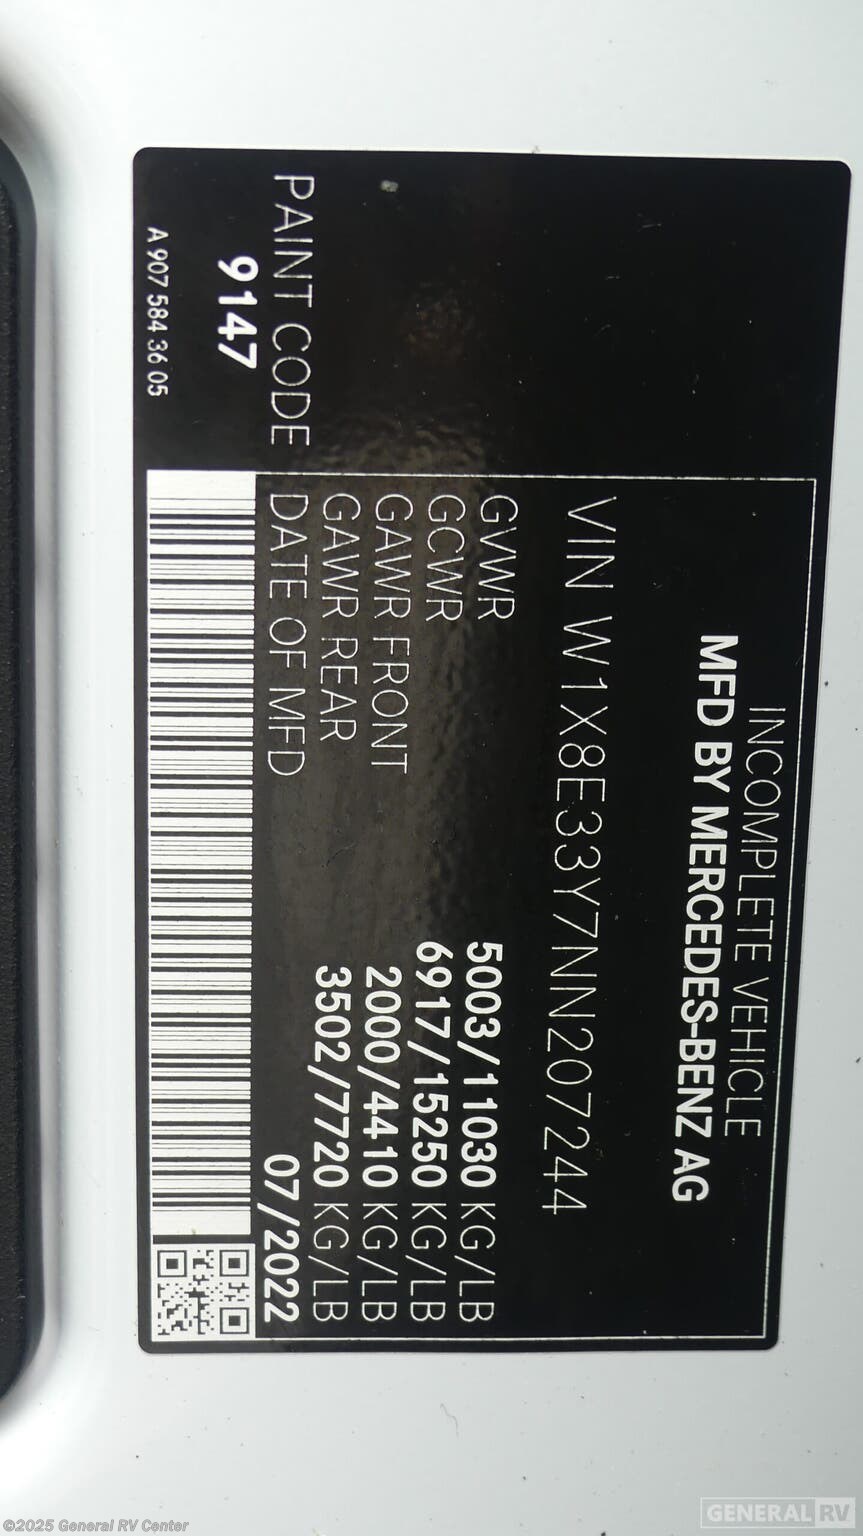 INCOMPLETE VEHICLE
MFD BY MERCEDES-BENZ AG
VIN W1X8E33Y7NN207244
GVWR 5003/11030 KG/LB
GCWR 6917/15250 KG/LB
GAWR FRONT 2000/4410 KG/LB
GAWR REAR 3502/7720 KG/LB
DATE OF MFD 07/2022
PAINT CODE
9147
A 907 584 36 05
©2025 General RV Center
GENERAL RV